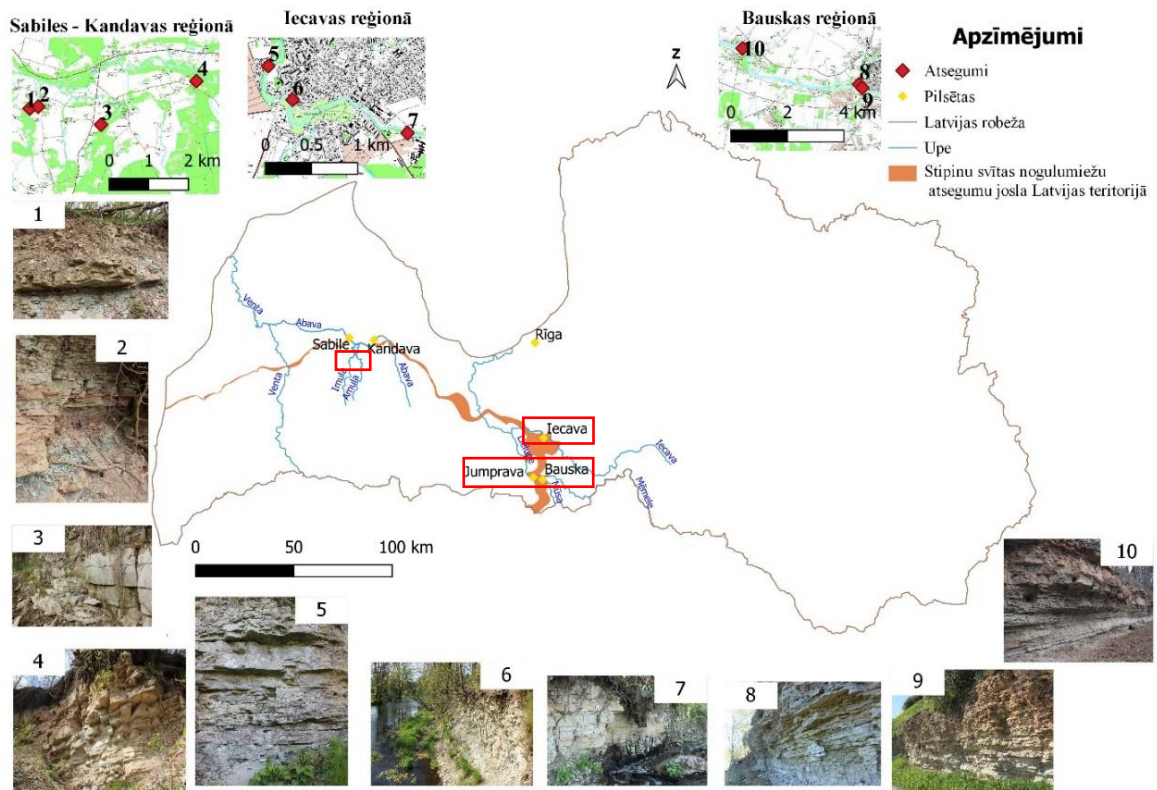 Sabiles - Kandavas reģionā
Iecavas reģionā
Bauskas reģionā
Apzīmējumi
Atsegumi
Pilsētas
Latvijas robeža
Upe
Stipinu svītas nogulumiežu
atsegumu josla Latvijas teritorijā
z
1
2
3
4
0 1 2 km
5
6
7
0 0.5 1 km
10
8
9
0 2 4 km
1
2
3
4
5
6
7
8
9
10
Venta
Abava
Sabile
Kandava
Rīga
Venta
Imula
Amula
Abava
Iecava
Iecava
Jumprava
Bauska
Mūsa
Mēmele
0 50 100 km